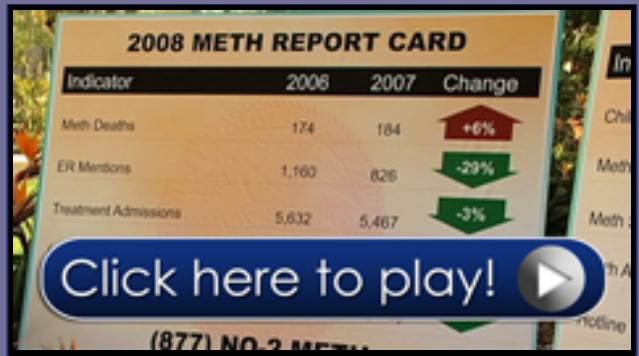 2008 METH REPORT CARD
Indicator 2006 2007 Change
Meth Deaths 174 184 +6%
ER Mentions 1,160 826 -29%
Treatment Admissions 5,632 5,467 -3%
Click here to play!
(877) NO-2-METH
In
Chil
Meth
Meth
Hotline